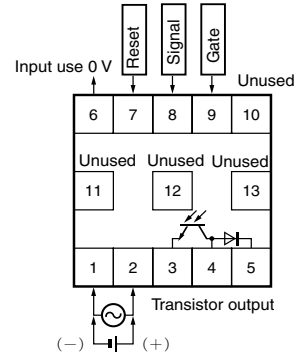 Reset
Signal
Gate
Input use 0 V
Unused
6 7 8 9 10
Unused Unused Unused
11 12 13
1 2 3 4 5
Transistor output
(−) (+)